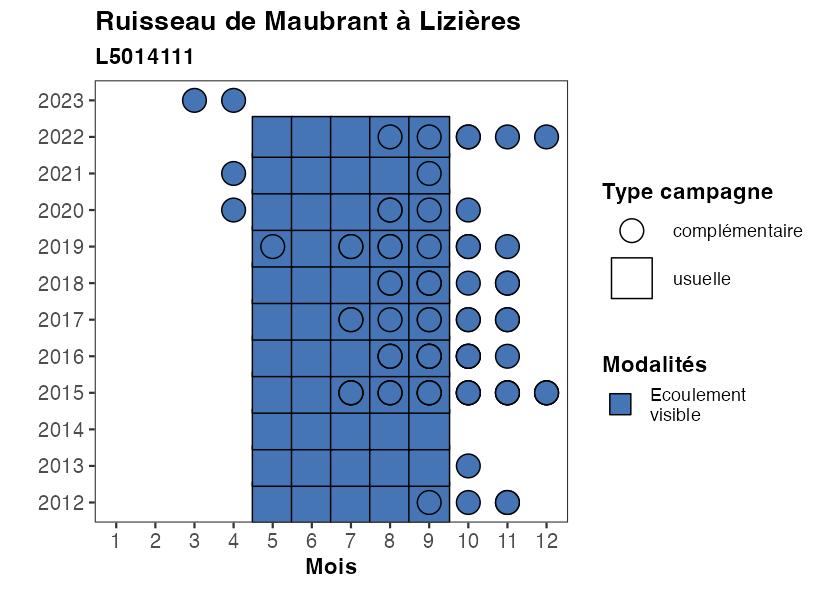 Ruisseau de Maubrant à Lizières
L5014111
2023
2022
2021
2020
2019
2018
2017
2016
2015
2014
2013
2012
1 2 3 4 5 6 7 8 9 10 11 12
Mois
Type campagne
complémentaire
usuelle
Modalités
Ecoulement
visible